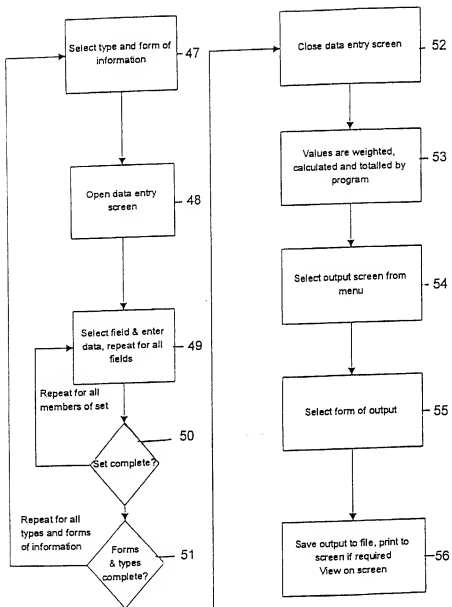 Select type and form of
information
47
Open data entry
screen
48
Select field & enter
data, repeat for all
fields
49
Repeat for all
members of set
50
Set complete?
Repeat for all
types and forms
of information
Forms
& types
complete?
51
Close data entry screen
52
Values are weighted,
calculated and totalled by
program
53
Select output screen from
menu
54
Select form of output
55
Save output to file, print to
screen if required
View on screen
56